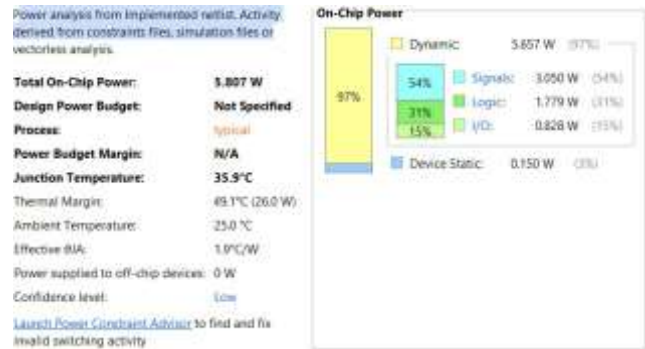 Power analysis from Implemented netlist. Activity
derived from constraints files, simulation files or
vectorless analysis.
Total On-Chip Power: 5.807 W
Design Power Budget: Not Specified
Process: typical
Power Budget Margin: N/A
Junction Temperature: 35.9°C
Thermal Margin: 49.1°C (26.0 W)
Ambient Temperature: 25.0 °C
Effective θJA: 1.9°C/W
Power supplied to off-chip devices: 0 W
Confidence level: Low
Launch Power Constraint Advisor to find and fix
invalid switching activity
On-Chip Power
97%
Dynamic: 5.657 W (97%)
54%
31%
15%
Signals: 3.050 W (54%)
Logic: 1.779 W (31%)
I/O: 0.828 W (15%)
Device Static: 0.150 W (3%)